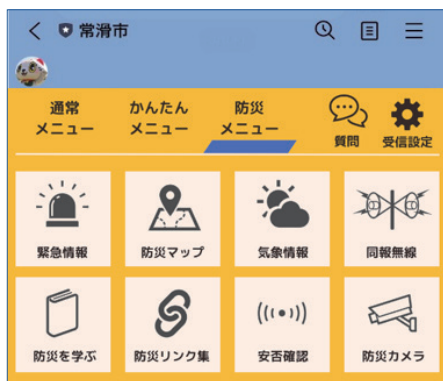 常滑市
通常
メニュー
かんたん
メニュー
防災
メニュー
質問
受信設定
緊急情報
防災マップ
気象情報
同報無線
防災を学ぶ
防災リンク集
安否確認
防災カメラ